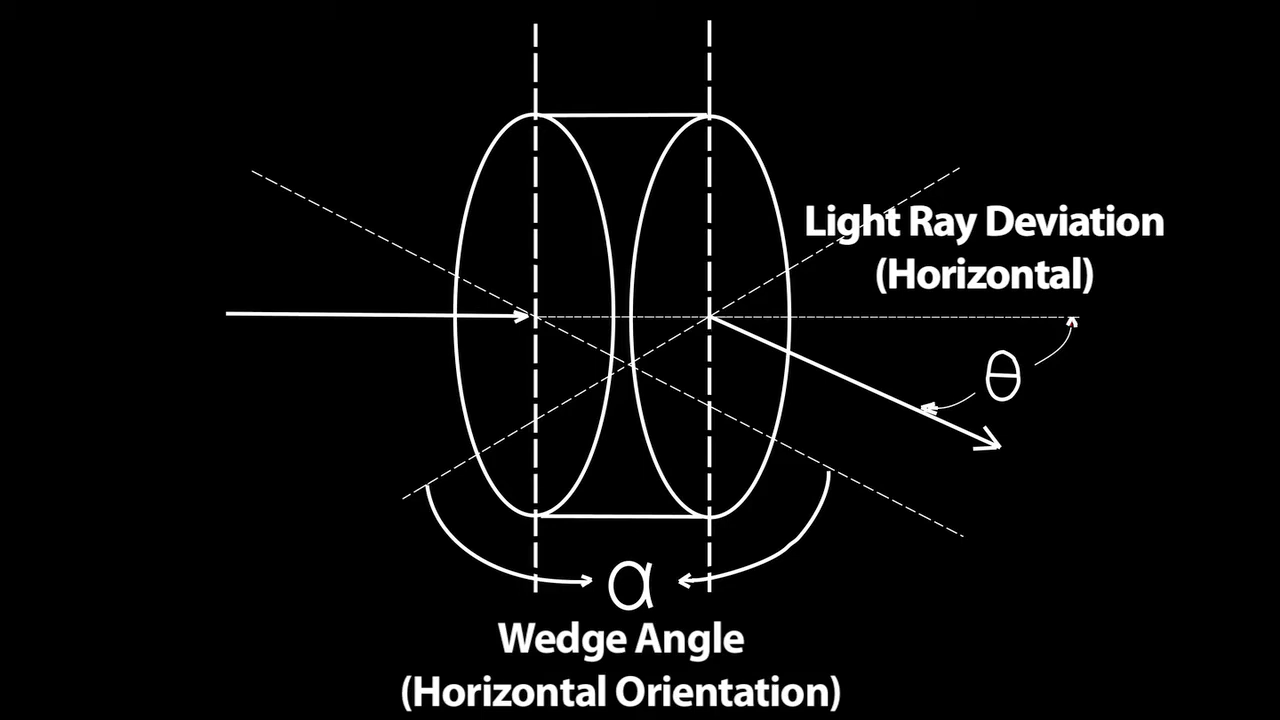 Light Ray Deviation
(Horizontal)
θ
α
Wedge Angle
(Horizontal Orientation)